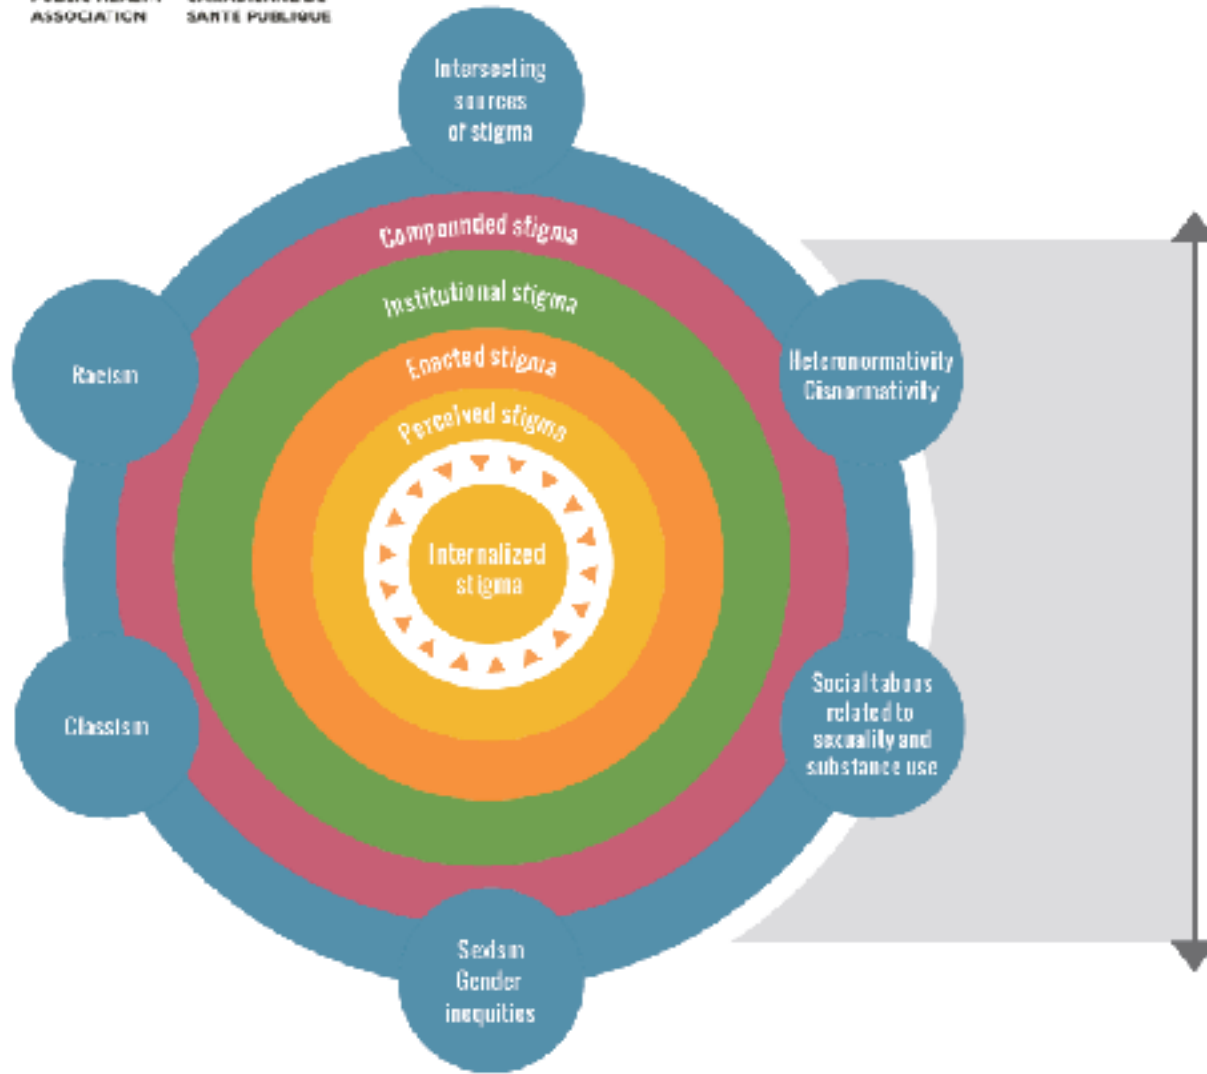 ASSOCIATION SANTÉ PUBLIQUE
Intersecting
sources
of stigma
Compounded stigma
Institutional stigma
Enacted stigma
Perceived stigma
Internalized
stigma
Racism
Heteronormativity
Cisnormativity
Classism
Social taboos
related to
sexuality and
substance use
Sexism
Gender
inequities